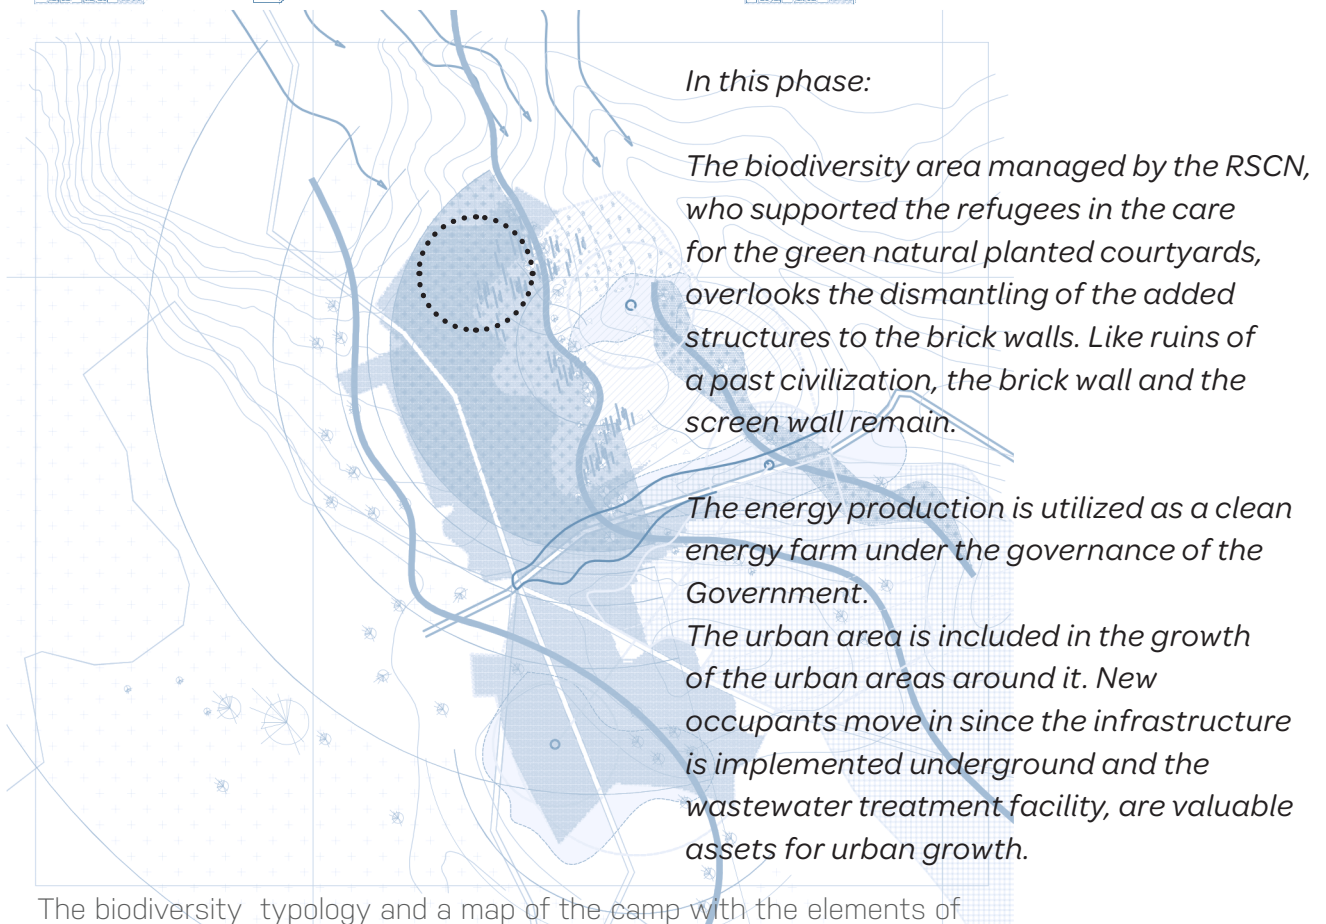 In this phase:
The biodiversity area managed by the RSCN,
who supported the refugees in the care
for the green natural planted courtyards,
overlooks the dismantling of the added
structures to the brick walls. Like ruins of
a past civilization, the brick wall and the
screen wall remain.
The energy production is utilized as a clean
energy farm under the governance of the
Government.
The urban area is included in the growth
of the urban areas around it. New
occupants move in since the infrastructure
is implemented underground and the
wastewater treatment facility, are valuable
assets for urban growth.
The biodiversity typology and a map of the camp with the elements of